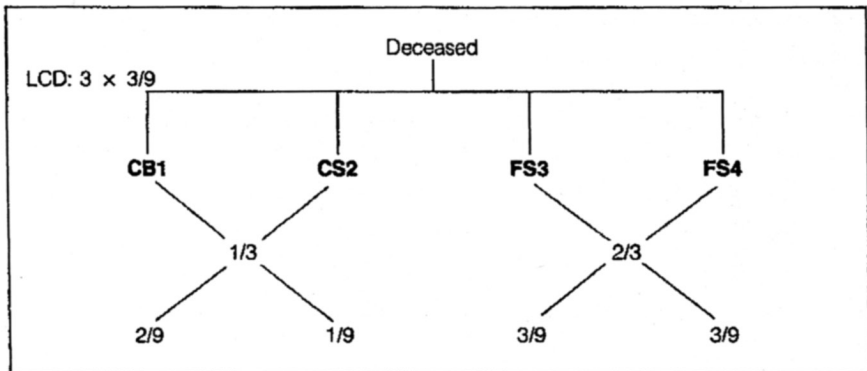 Deceased
LCD: 3 × 3/9
CB1 CS2 FS3 FS4
1/3 2/3
2/9 1/9 3/9 3/9